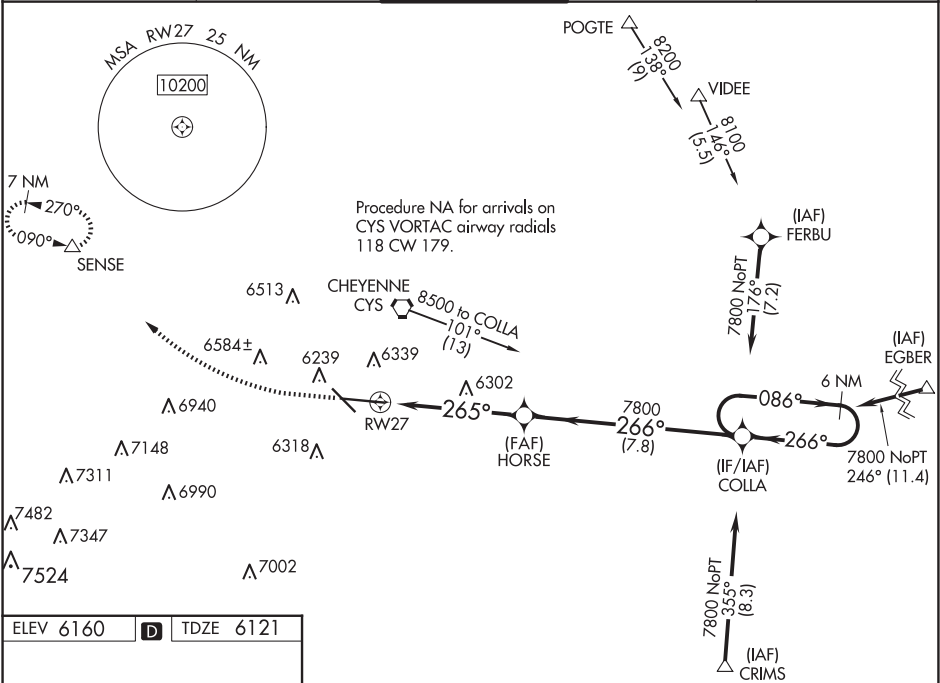 MSA RW27 25 NM
10200
POGTE
8200
138°
(9)
VIDEE
8100
146°
(5.5)
7 NM
270°
090°
SENSE
Procedure NA for arrivals on
CYS VORTAC airway radials
118 CW 179.
(IAF)
FERBU
7800 NoPT
176°
(7.2)
CHEYENNE
CYS
8500 to COLLA
101°
(13)
6513
6584±
6239
6339
6302
(IAF)
EGBER
6 NM
086°
266°
7800 NoPT
246° (11.4)
6940
RW27
265°
7800
266°
(7.8)
(FAF)
HORSE
(IF/IAF)
COLLA
7148
6318
7311
6990
7482
7347
7524
7002
7800 NoPT
355°
(8.3)
(IAF)
CRIMS
ELEV 6160 D TDZE 6121